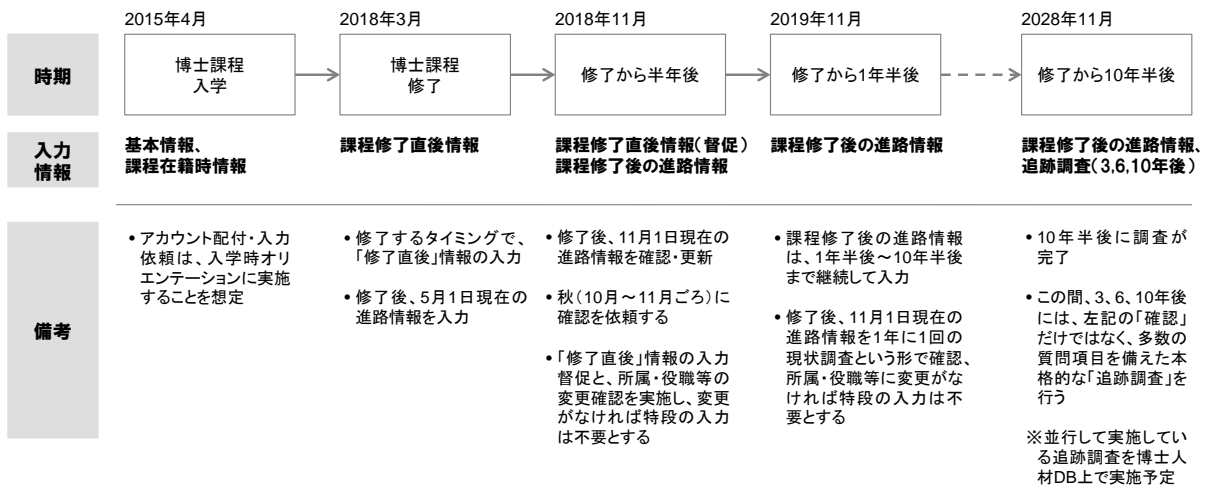 2015年4月
2018年3月
2018年11月
2019年11月
2028年11月
時期
博士課程
入学
博士課程
修了
修了から半年後
修了から1年半後
修了から10年半後
入力
情報
基本情報、
課程在籍時情報
課程修了直後情報
課程修了直後情報(督促)
課程修了後の進路情報
課程修了後の進路情報
課程修了後の進路情報、
追跡調査(3,6,10年後)
備考
•アカウント配付・入力
依頼は、入学時オリ
エンテーションに実施
することを想定
•修了するタイミングで、
「修了直後」情報の入力
•修了後、5月1日現在の
進路情報を入力
•修了後、11月1日現在の
進路情報を確認・更新
•秋(10月～11月ごろ)に
確認を依頼する
•「修了直後」情報の入力
督促と、所属・役職等の
変更確認を実施し、変更
がなければ特段の入力
は不要とする
•課程修了後の進路情報
は、1年半後～10年半後
まで継続して入力
•修了後、11月1日現在の
進路情報を1年に1回の
現状調査という形で確認、
所属・役職等に変更がな
ければ特段の入力は不
要とする
•10年半後に調査が
完了
•この間、3、6、10年後
には、左記の「確認」
だけではなく、多数の
質問項目を備えた本
格的な「追跡調査」を
行う
※並行して実施してい
る追跡調査を博士人
材DB上で実施予定